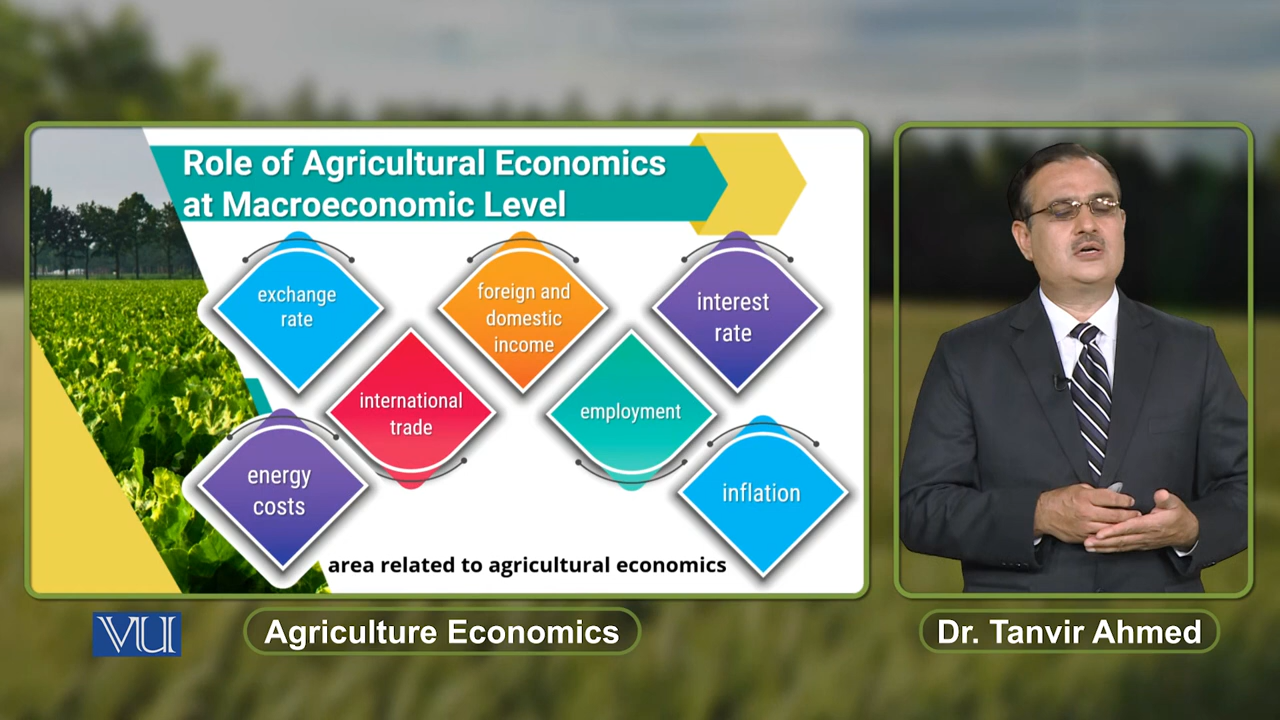 Role of Agricultural Economics
at Macroeconomic Level
exchange
rate
foreign and
domestic
income
interest
rate
international
trade
employment
energy
costs
inflation
area related to agricultural economics
VU
Agriculture Economics
Dr. Tanvir Ahmed